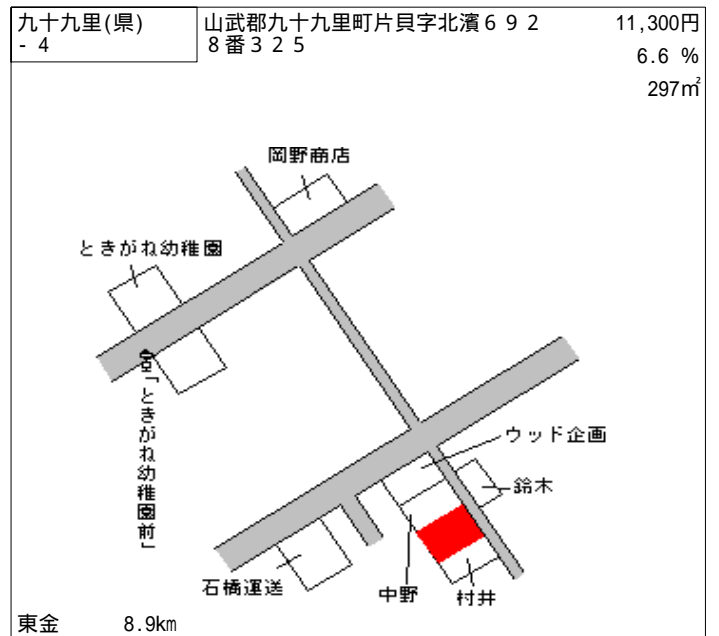 九十九里(県)
- 4
山武郡九十九里町片貝字北濱６９２
８番３２５
11,300円
6.6 %
297㎡
岡野商店
ときがね幼稚園
「ときがね幼稚園前」
ウッド企画
鈴木
石橋運送
中野
村井
東金 8.9km